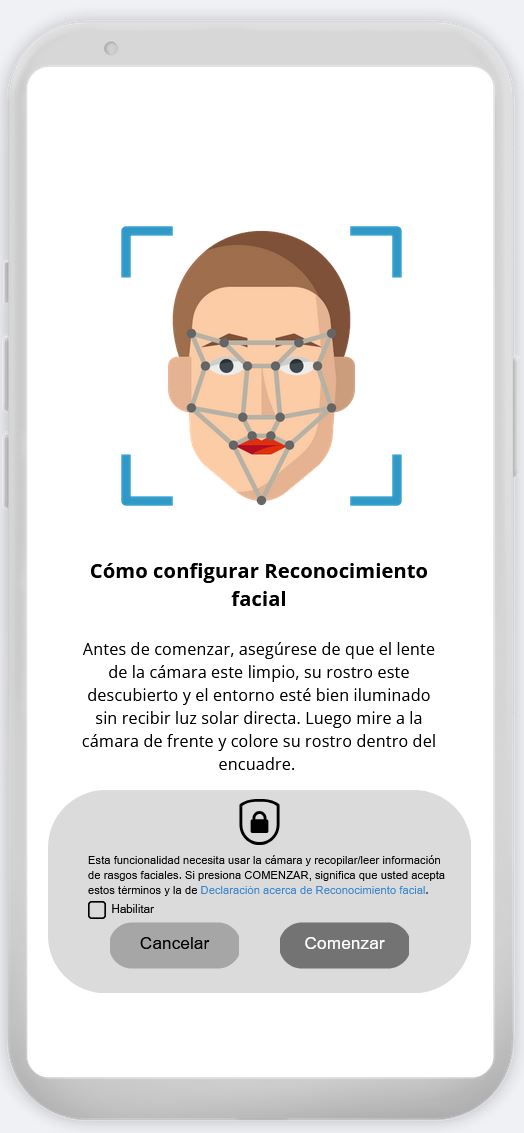 Cómo configurar Reconocimiento
facial
Antes de comenzar, asegúrese de que el lente
de la cámara este limpio, su rostro este
descubierto y el entorno esté bien iluminado
sin recibir luz solar directa. Luego mire a la
cámara de frente y colore su rostro dentro del
encuadre.
Esta funcionalidad necesita usar la cámara y recopilar/leer información
de rasgos faciales. Si presiona COMENZAR, significa que usted acepta
estos términos y la de Declaración acerca de Reconocimiento facial.
Habilitar
Cancelar
Comenzar